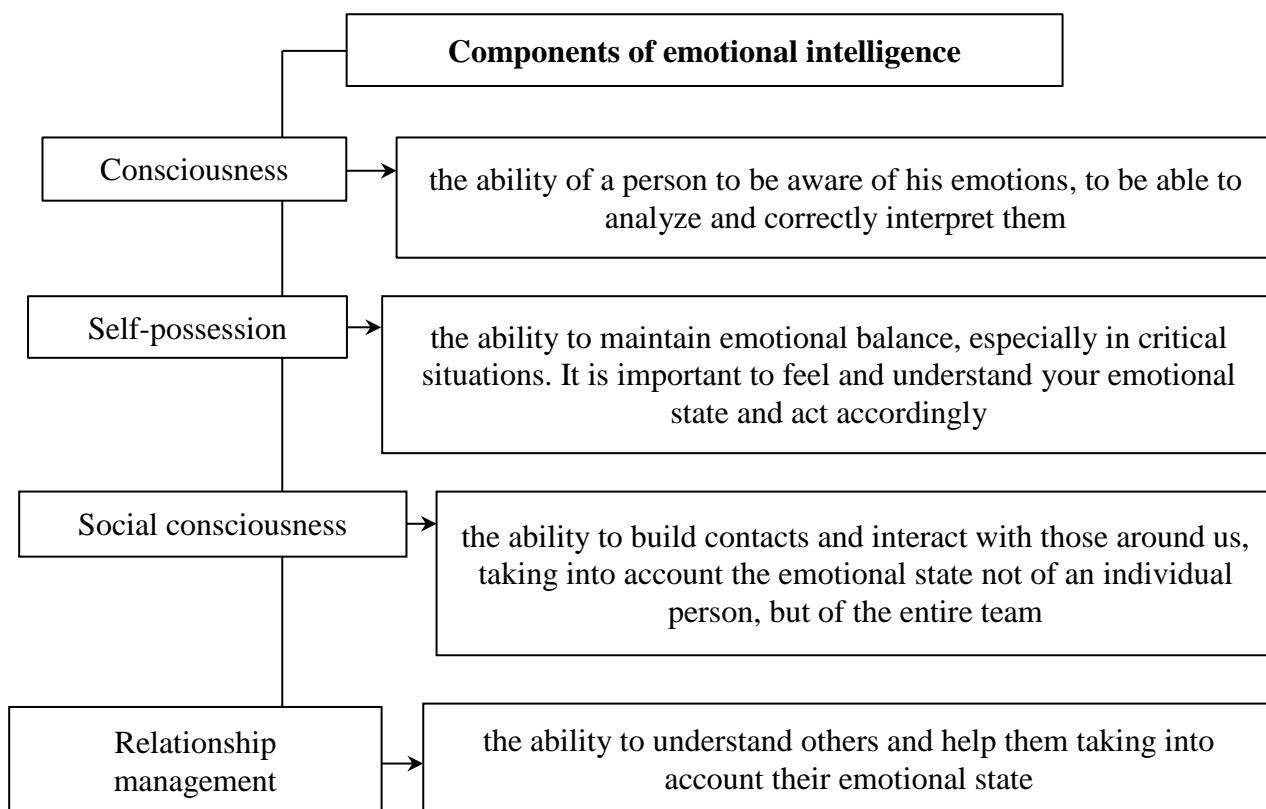 Components of emotional intelligence
Consciousness
the ability of a person to be aware of his emotions, to be able to
analyze and correctly interpret them
Self-possession
the ability to maintain emotional balance, especially in critical
situations. It is important to feel and understand your emotional
state and act accordingly
Social consciousness
the ability to build contacts and interact with those around us,
taking into account the emotional state not of an individual
person, but of the entire team
Relationship
management
the ability to understand others and help them taking into
account their emotional state